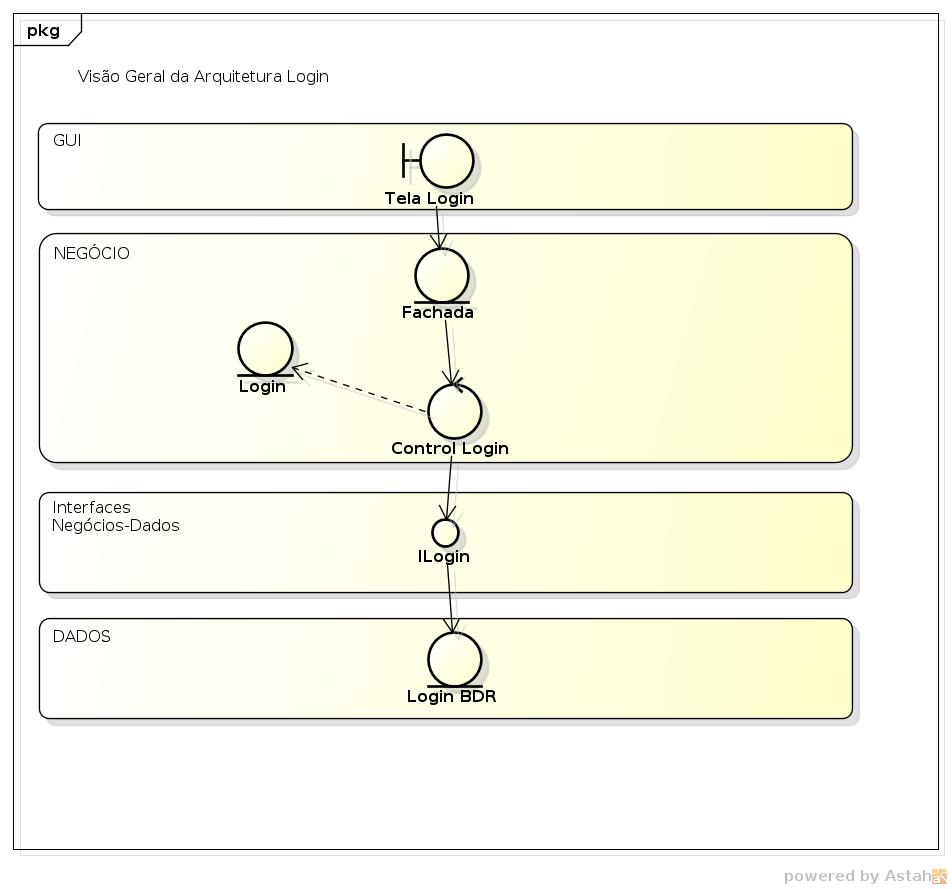 pkg
Visão Geral da Arquitetura Login
GUI
Tela Login
NEGÓCIO
Fachada
Login
Control Login
Interfaces
Negócios-Dados
ILogin
DADOS
Login BDR
powered by Astah